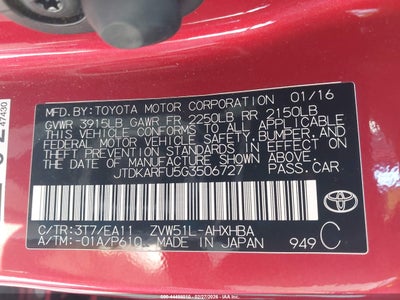 47430
MFD. BY: TOYOTA MOTOR CORPORATION 01/16
GVWR 3915LB GAWR FR 2250LB RR 2150LB
THIS VEHICLE CONFORMS TO ALL APPLICABLE
FEDERAL MOTOR VEHICLE SAFETY, BUMPER, AND
THEFT PREVENTION STANDARDS IN EFFECT ON THE
DATE OF MANUFACTURE SHOWN ABOVE.
JTDKARFU5G3506727 PASS.CAR
C/TR:3T7/EA11 ZVW51L-AHXHBA
A/TM:-01A/P610 MADE IN JAPAN 949 C
TOYOTA